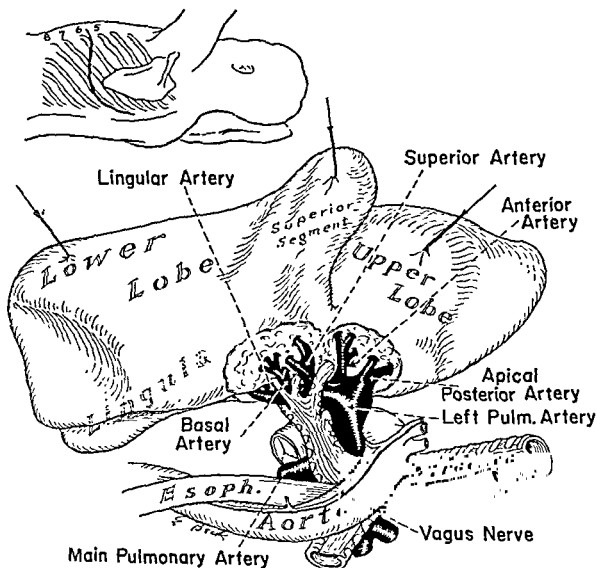 8 7 6 5
Superior Artery
Lingular Artery
Anterior
Artery
Superior
Segment
Lower
Lobe
Upper
Lobe
Lingula
Apical
Posterior Artery
Left Pulm. Artery
Basal
Artery
Esoph.
Aort
Vagus Nerve
Main Pulmonary Artery